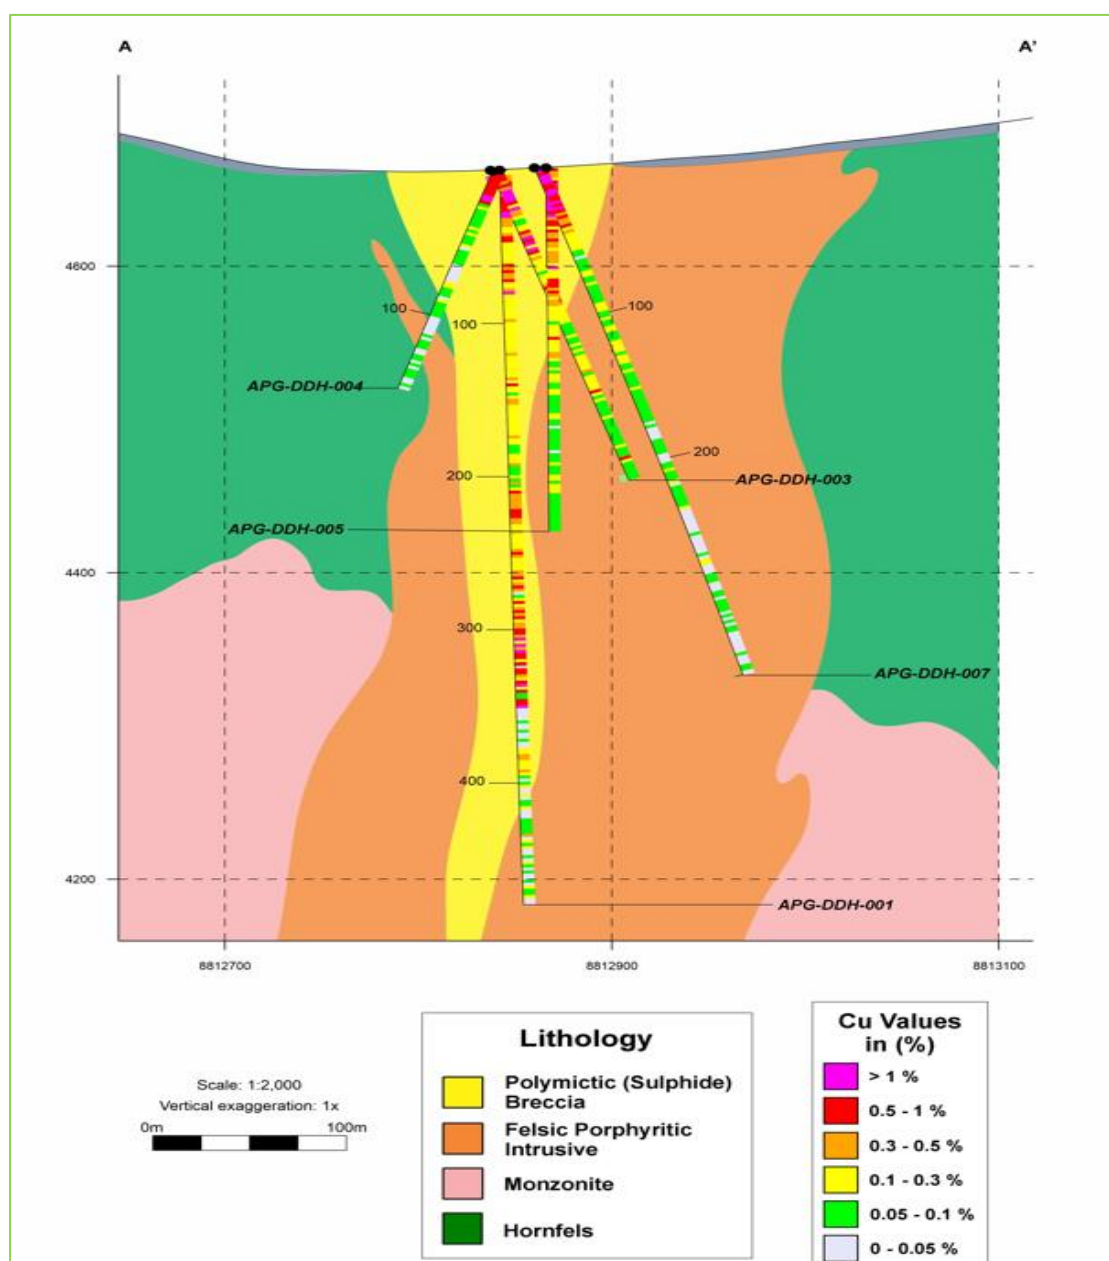 A A'
4600
100
100
100
APG-DDH-004
200
200
APG-DDH-003
APG-DDH-005
4400
300
APG-DDH-007
400
4200
APG-DDH-001
8812700 8812900 8813100
Scale: 1:2,000
Vertical exaggeration: 1x
0m 100m
Lithology
Polymictic (Sulphide)
Breccia
Felsic Porphyritic
Intrusive
Monzonite
Hornfels
Cu Values
in (%)
> 1 %
0.5 - 1 %
0.3 - 0.5 %
0.1 - 0.3 %
0.05 - 0.1 %
0 - 0.05 %